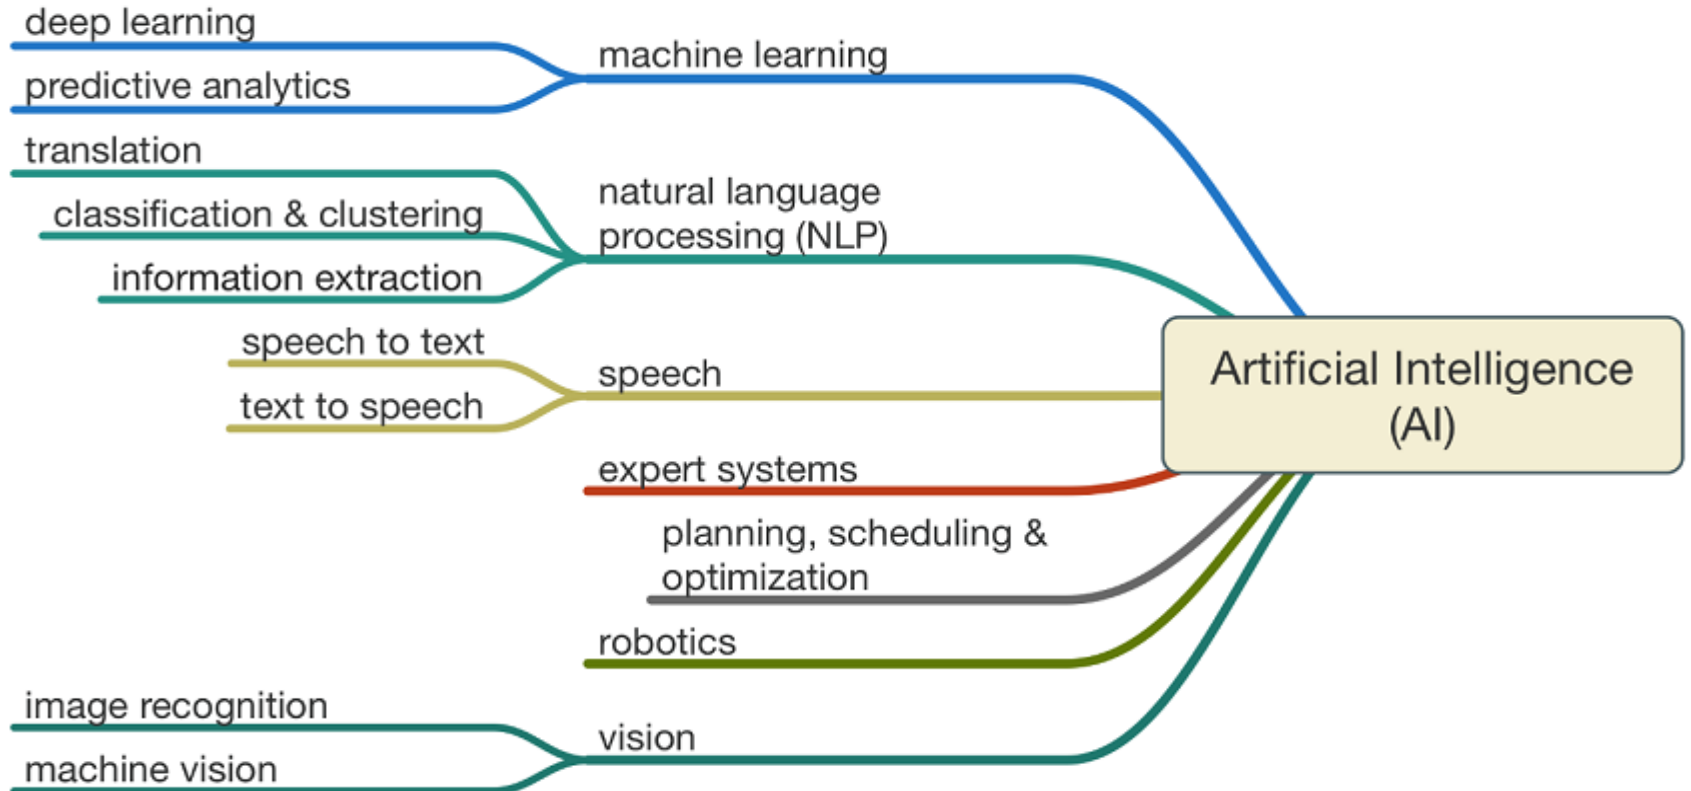 deep learning
predictive analytics
machine learning
translation
classification & clustering
information extraction
natural language
processing (NLP)
speech to text
text to speech
speech
expert systems
planning, scheduling &
optimization
robotics
image recognition
machine vision
vision
Artificial Intelligence
(AI)